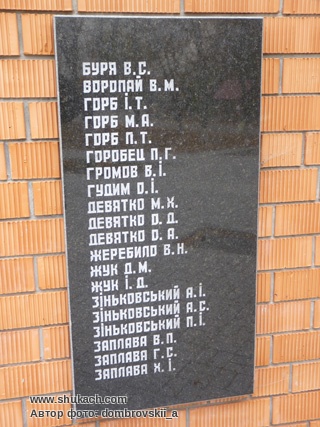 БУРЯ В.С.
ВОРОПАЙ В.М.
ГОРБ І.Т.
ГОРБ М.А.
ГОРБ П.Т.
ГОРОБЕЦ П.Г.
ГРОМОВ В.І.
ГУДИМ О.І.
ДЕВЯТКО М.Х.
ДЕВЯТКО О.Д.
ДЕВЯТКО О.А.
ЖЕРЕБИЛО В.Н.
ЖУК Д.М.
ЖУК І.Д.
ЗІНЬКОВСЬКИЙ А.І.
ЗІНЬКОВСЬКИЙ А.С.
ЗІНЬКОВСЬКИЙ П.І.
ЗАПЛАВА В.П.
ЗАПЛАВА Г.С.
ЗАПЛАВА Х.І.
www.shukach.com
Автор фото- dombrovskii_a